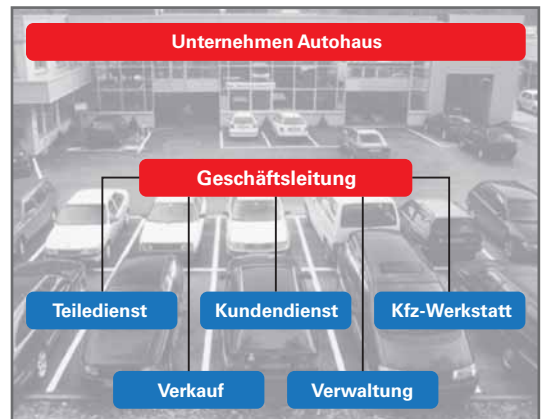 Unternehmen Autohaus
Geschäftsleitung
Teiledienst
Kundendienst
Kfz-Werkstatt
Verkauf
Verwaltung